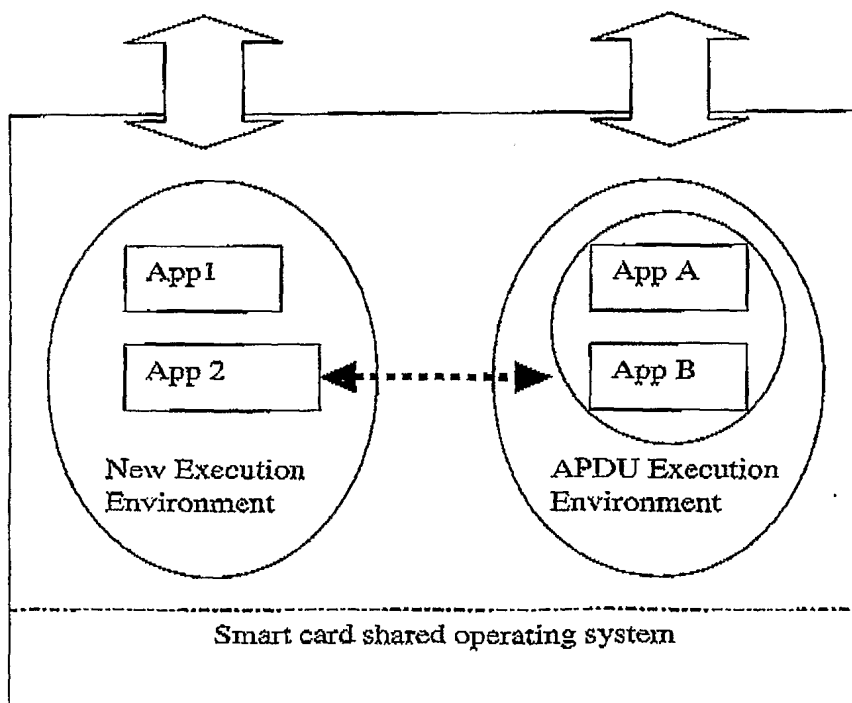 App1
App A
App 2
App B
New Execution
Environment
APDU Execution
Environment
Smart card shared operating system